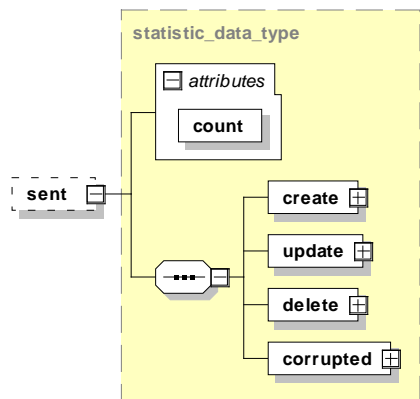 statistic_data_type
attributes
count
sent
create
update
delete
corrupted